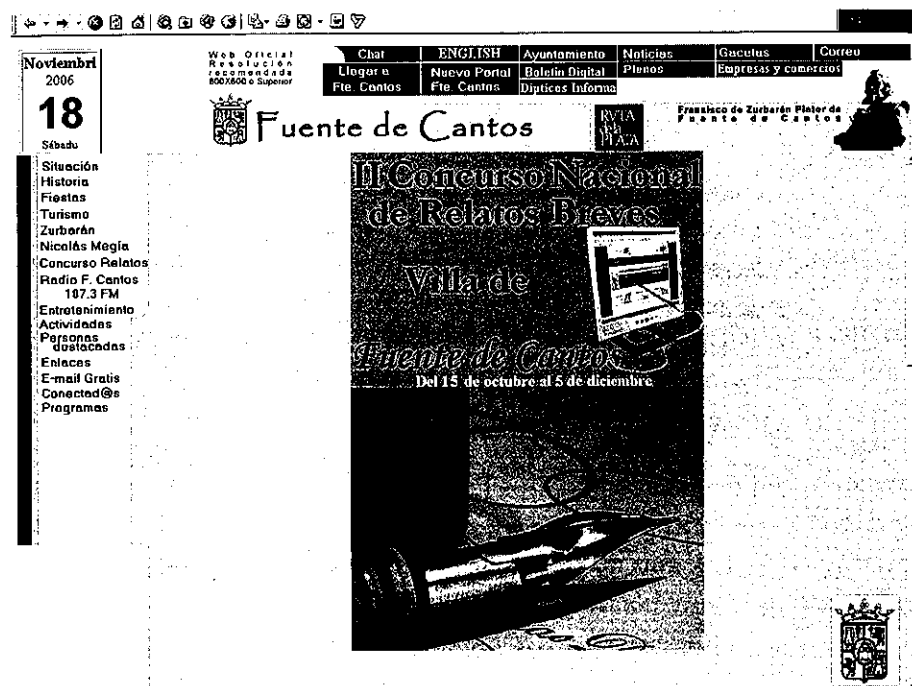 Noviembre
2006
18
Sábado
Web Oficial
Resolución
recomendada
800X600 o Superior
Chat
ENGLISH
Ayuntamiento
Noticias
Gacetas
Correo
Llegar a
Fte. Cantos
Nuevo Portal
Fte. Cantos
Boletín Digital
Dípticos Informa
Plenos
Empresas y comercios
Fuente de Cantos
RVTA
de la
PLATA
Francisco de Zurbarán Pintor de
Fuente de Cantos
Situación
Historia
Fiestas
Turismo
Zurbarán
Nicolás Megía
Concurso Relatos
Radio F. Cantos
107.3 FM
Entretenimiento
Actividades
Personas
destacadas
Enlaces
E-mail Gratis
Conectad@s
Programas
II Concurso Nacional
de Relatos Breves
Villa de
Fuente de Cantos
Del 15 de octubre al 5 de diciembre